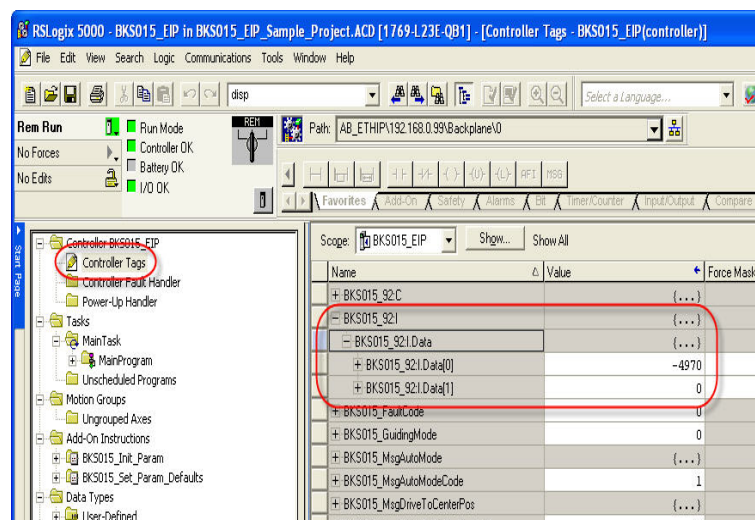 RSLogix 5000 - BKS015_EIP in BKS015_EIP_Sample_Project.ACD [1769-L23E-QB1] - [Controller Tags - BKS015_EIP(controller)]
File Edit View Search Logic Communications Tools Window Help
disp
Select a Language...
Rem Run
Run Mode
REM
Path: AB_ETHIP\192.168.0.99\Backplane\0
No Forces
Controller OK
Battery OK
No Edits
I/O OK
(U) (L) AFI MSG
Favorites Add-On Safety Alarms Bit Timer/Counter Input/Output Compare
Start Page
Controller BKS015_EIP
Controller Tags
Controller Fault Handler
Power-Up Handler
Tasks
MainTask
MainProgram
Unscheduled Programs
Motion Groups
Ungrouped Axes
Add-On Instructions
BKS015_Init_Param
BKS015_Set_Param_Defaults
Data Types
User-Defined
Scope: BKS015_EIP Show... Show All
Name Value Force Mask
BKS015_92:C {...}
BKS015_92:I {...}
BKS015_92:I.Data {...}
BKS015_92:I.Data[0] -4970
BKS015_92:I.Data[1] 0
BKS015_FaultCode 0
BKS015_GuidingMode 0
BKS015_MsgAutoMode {...}
BKS015_MsgAutoModeCode 1
BKS015_MsgDriveToCenterPos {...}